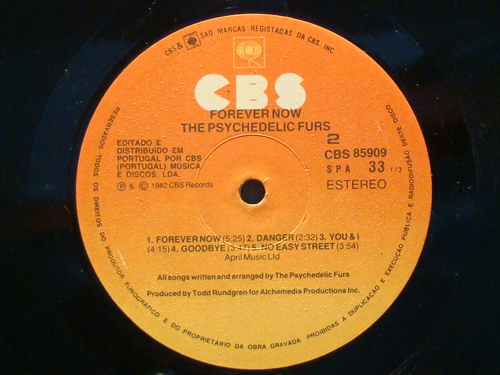 CBS & SÃO MARCAS REGISTADAS DA CBS INC.
CBS
FOREVER NOW
THE PSYCHEDELIC FURS
EDITADO E
DISTRIBUÍDO EM
PORTUGAL POR CBS
(PORTUGAL) MÚSICA
E DISCOS, LDA.
Ⓟ & © 1982 CBS Records
2
CBS 85909
SPA 33 1/3
ESTEREO
1. FOREVER NOW (5:25) 2. DANGER (2:32) 3. YOU & i
(4:15) 4. GOODBYE (3:47) 5. NO EASY STREET (3:54)
April Music Ltd.
All songs written and arranged by The Psychedelic Furs
Produced by Todd Rundgren for Alchemedia Productions Inc.
RESERVADOS TODOS OS DIREITOS DO PRODUTOR FONOGRÁFICO E DO PROPRIETÁRIO DA OBRA GRAVADA. PROIBIDAS A DUPLICAÇÃO E EXECUÇÃO PÚBLICA E RADIODIFUSÃO DESTE DISCO